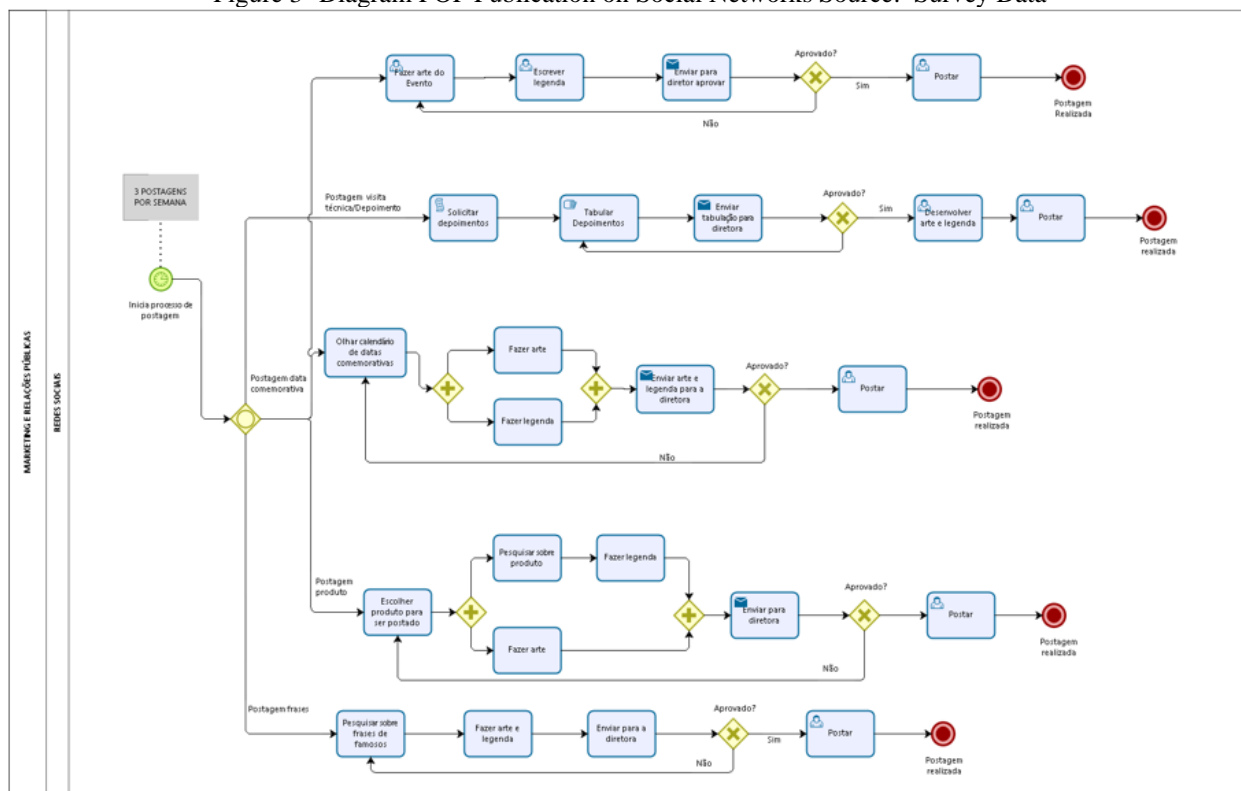 Figure 3- Diagram POP Publication on Social Networks Source: Survey Data
MARKETING E RELAÇÕES PÚBLICAS
REDES SOCIAIS
3 POSTAGENS
POR SEMANA
Inicia processo de
postagem
Fazer arte do
Evento
Escrever
legenda
Enviar para
diretor aprovar
Aprovado?
Sim
Não
Postar
Postagem
Realizada
Postagem visita
técnica/Depoimento
Solicitar
depoimentos
Tabular
Depoimentos
Enviar
tabulação para
diretora
Aprovado?
Sim
Desenvolver
arte e legenda
Postar
Postagem
realizada
Postagem data
comemorativa
Olhar calendário
de datas
comemorativas
Fazer arte
Fazer legenda
Enviar arte e
legenda para a
diretora
Aprovado?
Não
Postar
Postagem
realizada
Postagem
produto
Escolher
produto para
ser postado
Pesquisar sobre
produto
Fazer legenda
Fazer arte
Enviar para
diretora
Aprovado?
Não
Postar
Postagem
realizada
Postagem frases
Pesquisar sobre
frases de
famosos
Fazer arte e
legenda
Enviar para a
diretora
Aprovado?
Sim
Não
Postar
Postagem
realizada